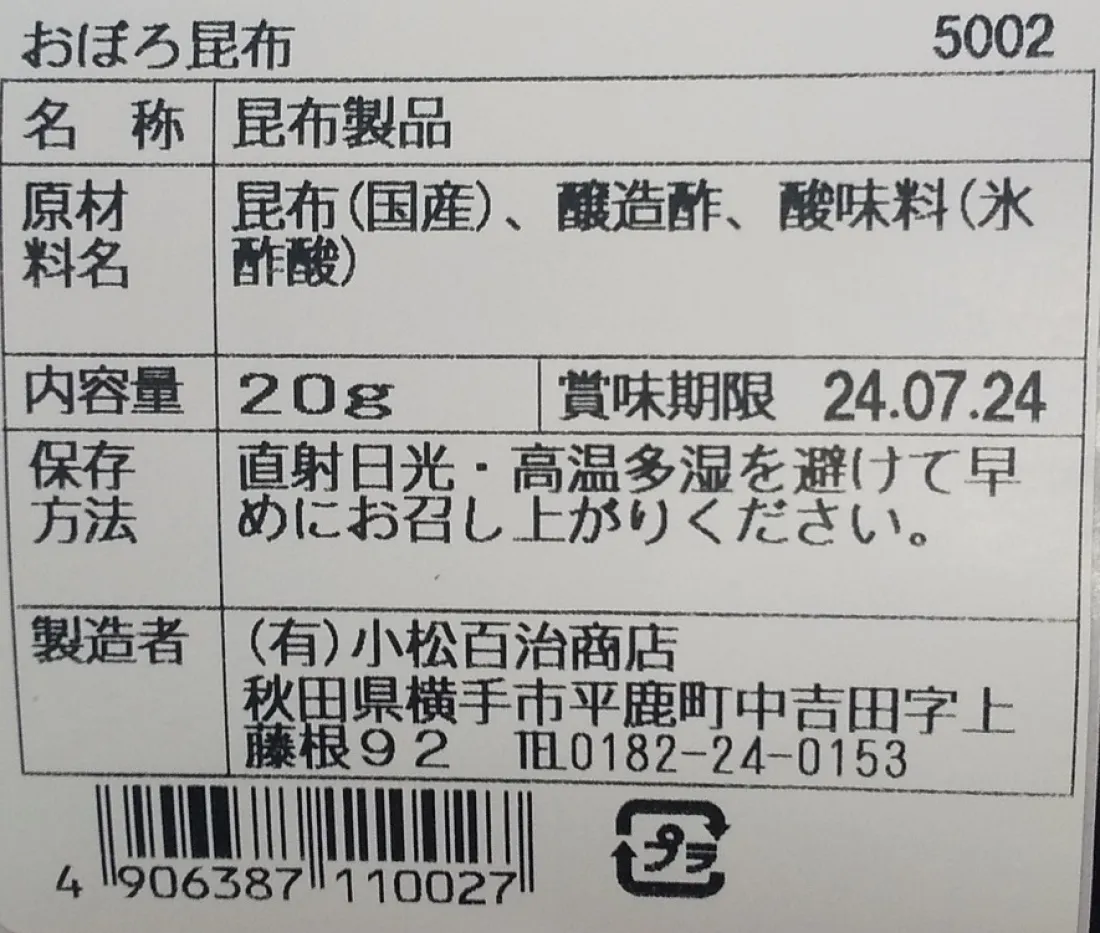 おぼろ昆布 5002
名 称 昆布製品
原材料名 昆布(国産)、醸造酢、酸味料(氷
酢酸)
内容量 20g 賞味期限 24.07.24
保存方法 直射日光・高温多湿を避けて早
めにお召し上がりください。
製造者 (有)小松百治商店
秋田県横手市平鹿町中吉田字上
藤根92 ℡0182-24-0153
4 906387 110027
プラ